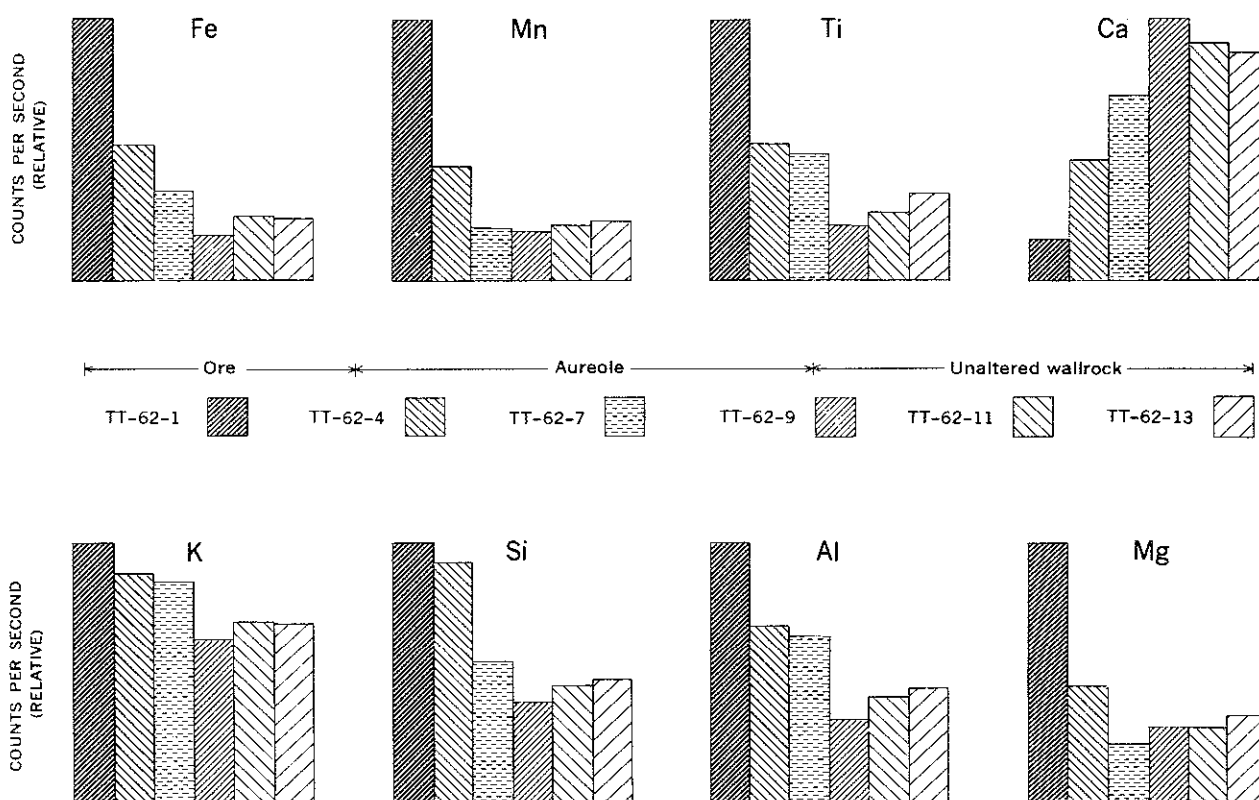 Fe Mn Ti Ca
COUNTS PER SECOND
(RELATIVE)
Ore Aureole Unaltered wallrock
TT-62-1 TT-62-4 TT-62-7 TT-62-9 TT-62-11 TT-62-13
K Si Al Mg
COUNTS PER SECOND
(RELATIVE)